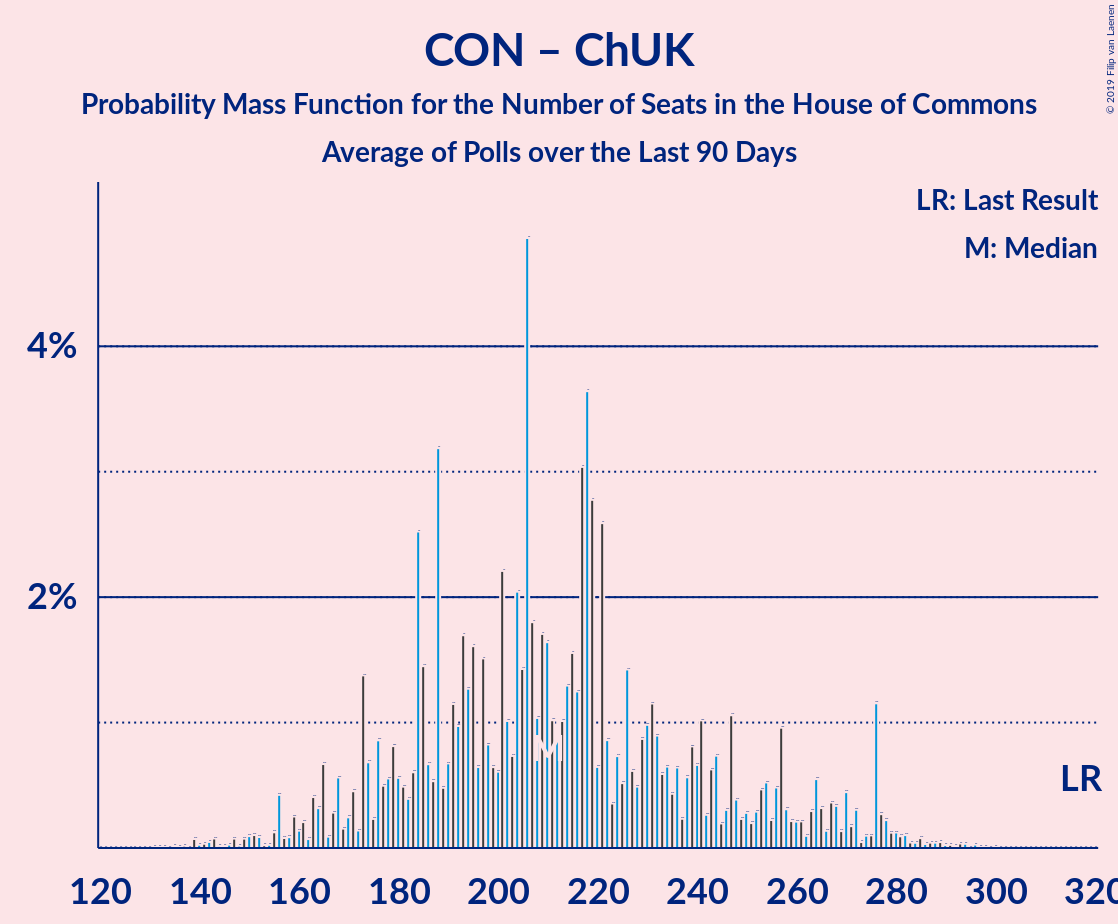 CON – ChUK
Probability Mass Function for the Number of Seats in the House of Commons
Average of Polls over the Last 90 Days
© 2019 Filip van Laenen
LR: Last Result
M: Median
4%
2%
M
LR
120 140 160 180 200 220 240 260 280 300 320